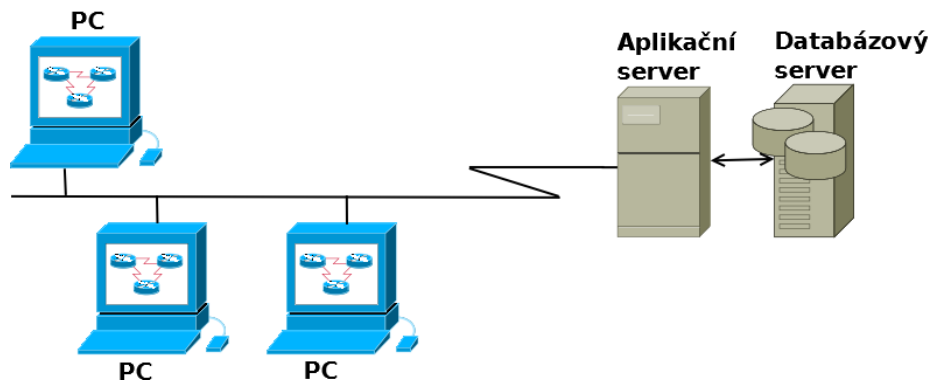 PC
Aplikační
server
Databázový
server
PC
PC